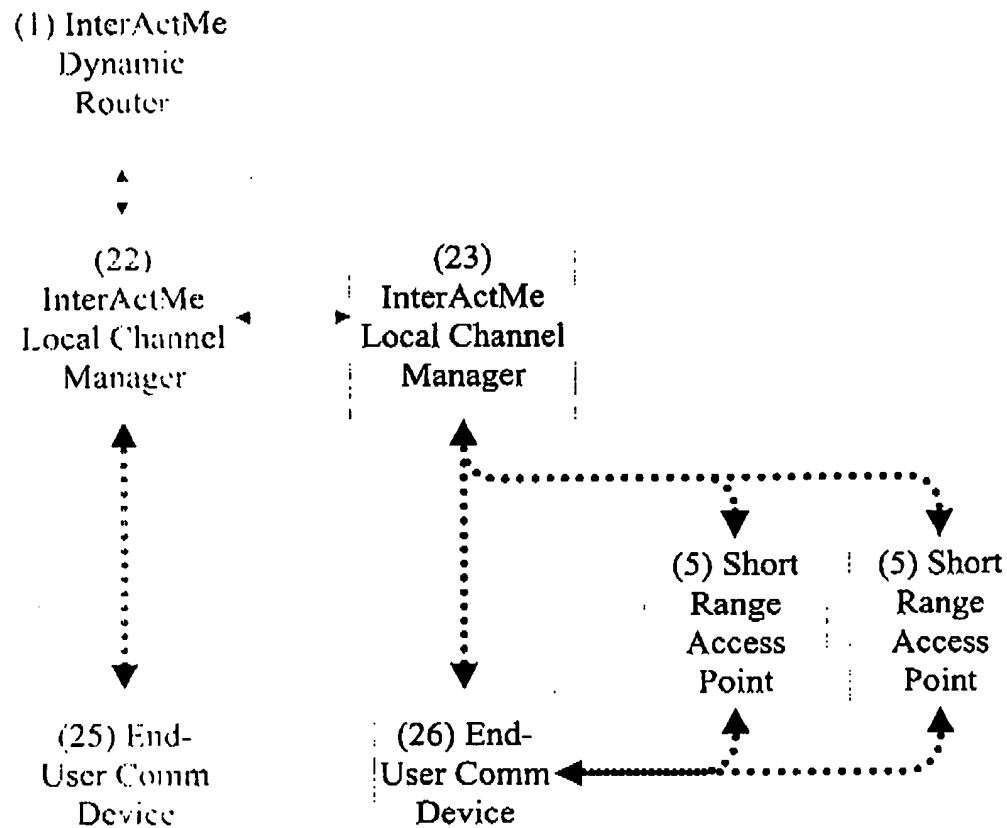 (1) InterActMe
Dynamic
Router
(22)
InterActMe
Local Channel
Manager
(23)
InterActMe
Local Channel
Manager
(5) Short
Range
Access
Point
(5) Short
Range
Access
Point
(25) End-
User Comm
Device
(26) End-
User Comm
Device